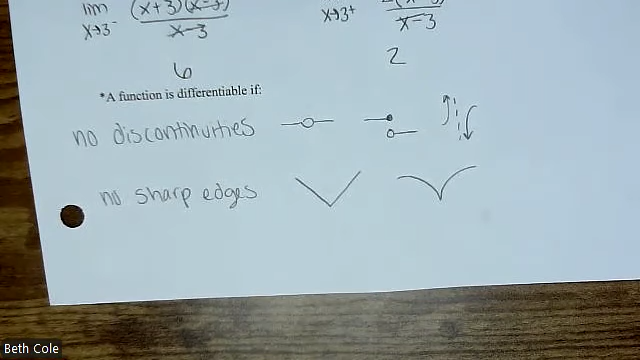 lim (x+3)(x-3)
x→3⁻ x-3
x→3⁺ x-3
6
2
*A function is differentiable if:
no discontinuities
no sharp edges
Beth Cole